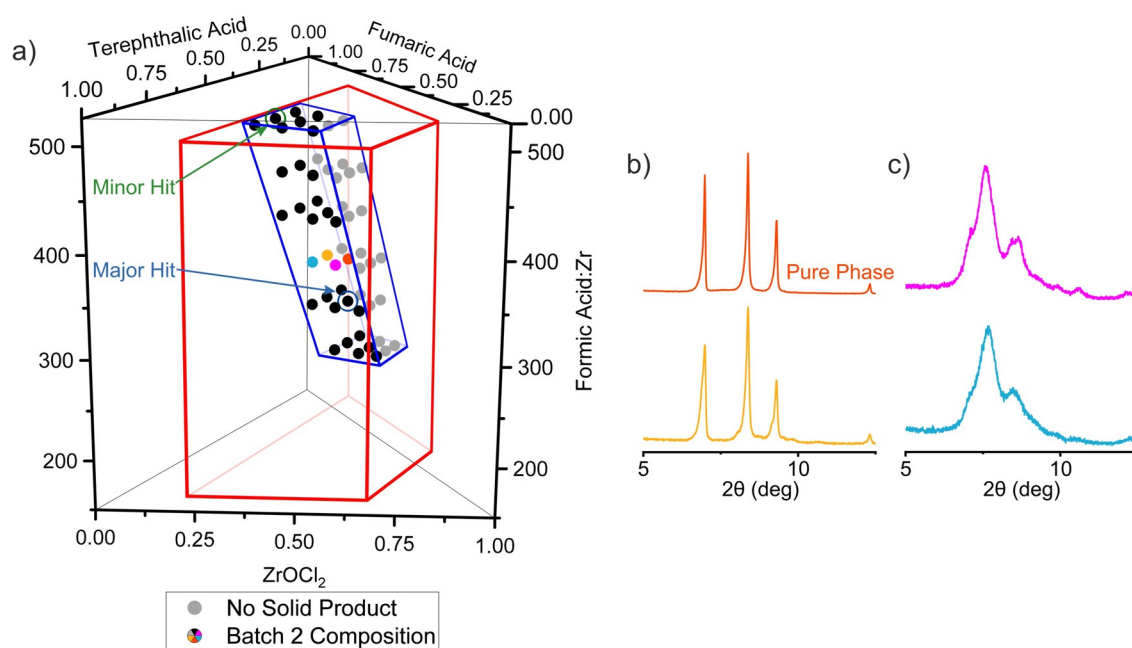 a)
Terephthalic Acid
0.00
0.25
0.50
0.75
1.00
Fumaric Acid
1.00
0.75
0.50
0.25
0.00
500
400
300
200
500
400
300
200
Formic Acid:Zr
Minor Hit
Major Hit
0.00
0.25
0.50
0.75
1.00
ZrOCl₂
No Solid Product
Batch 2 Composition
b)
Pure Phase
5
10
2θ (deg)
c)
5
10
2θ (deg)